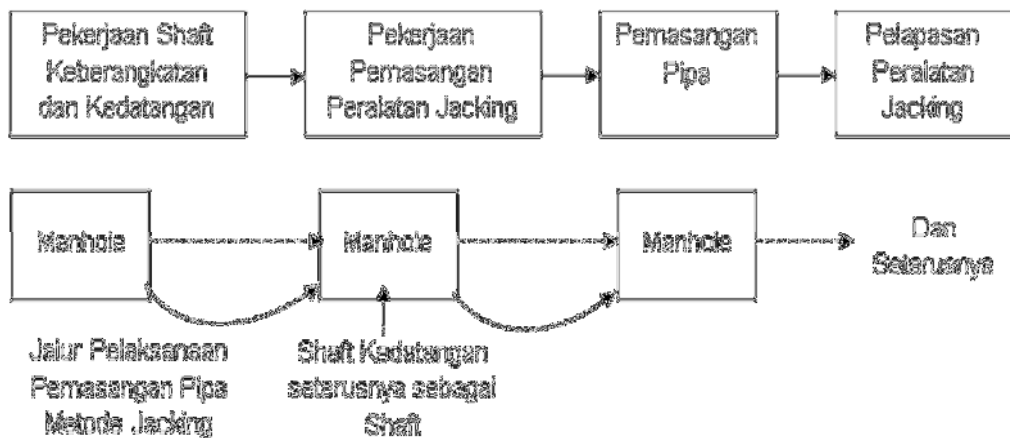 Pekerjaan Shaft
Keberangkatan
dan Kedatangan
Pekerjaan
Pemasangan
Peralatan Jacking
Pemasangan
Pipa
Pelapasan
Peralatan
Jacking
Manhole
Manhole
Manhole
Dan
Seterusnya
Jalur Pelaksanaan
Pemasangan Pipa
Metode Jacking
Shaft Kedatangan
seterusnya sebagai
Shaft